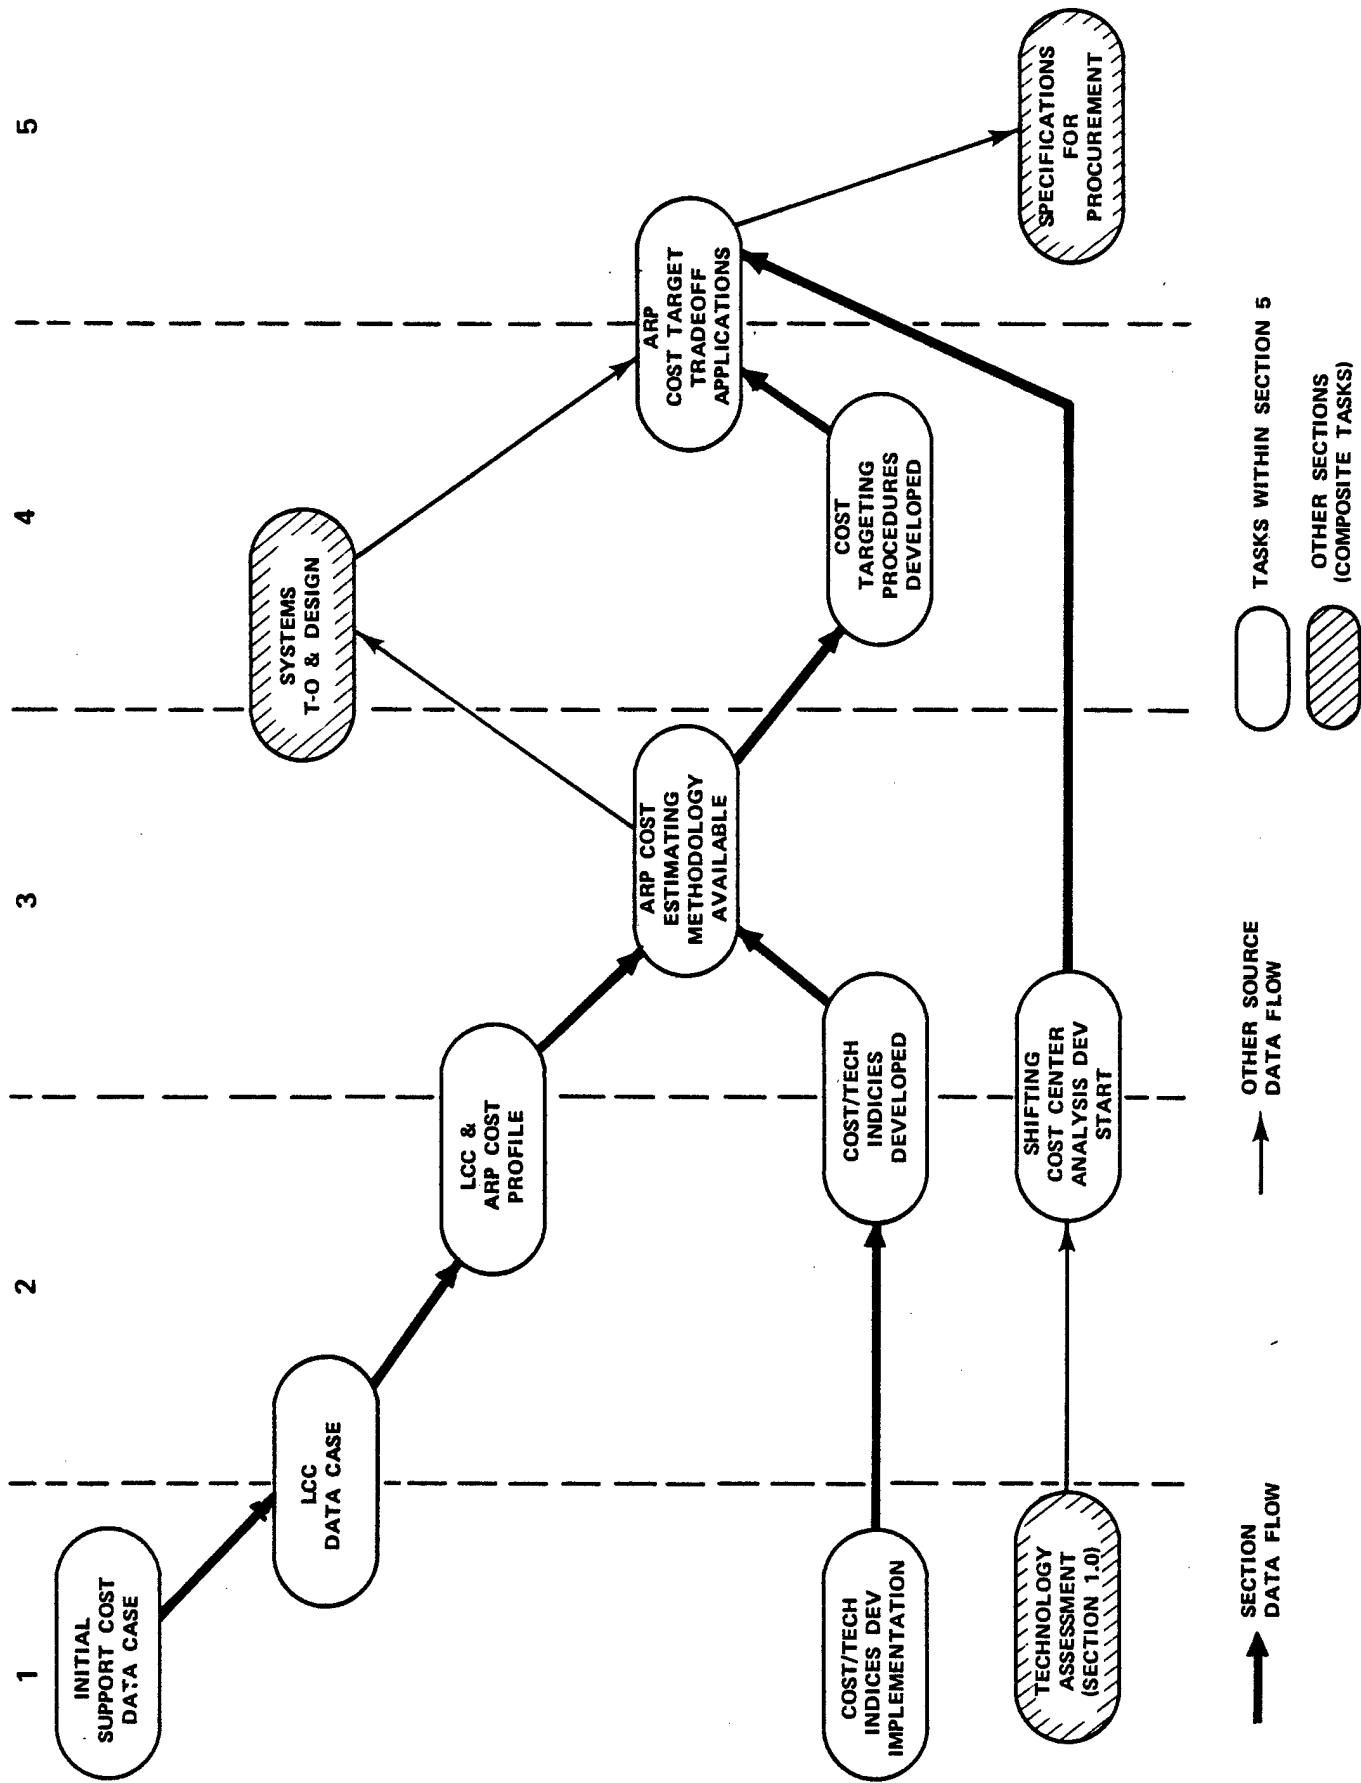 1
2
3
4
5
INITIAL
SUPPORT COST
DATA CASE
LCC
DATA CASE
LCC &
ARP COST
PROFILE
SYSTEMS
T-O & DESIGN
ARP COST
ESTIMATING
METHODOLOGY
AVAILABLE
ARP
COST TARGET
TRADEOFF
APPLICATIONS
COST/TECH
INDICES DEV
IMPLEMENTATION
COST/TECH
INDICIES
DEVELOPED
COST
TARGETING
PROCEDURES
DEVELOPED
TECHNOLOGY
ASSESSMENT
(SECTION 1.0)
SHIFTING
COST CENTER
ANALYSIS DEV
START
SPECIFICATIONS
FOR
PROCUREMENT
SECTION
DATA FLOW
OTHER SOURCE
DATA FLOW
TASKS WITHIN SECTION 5
OTHER SECTIONS
(COMPOSITE TASKS)